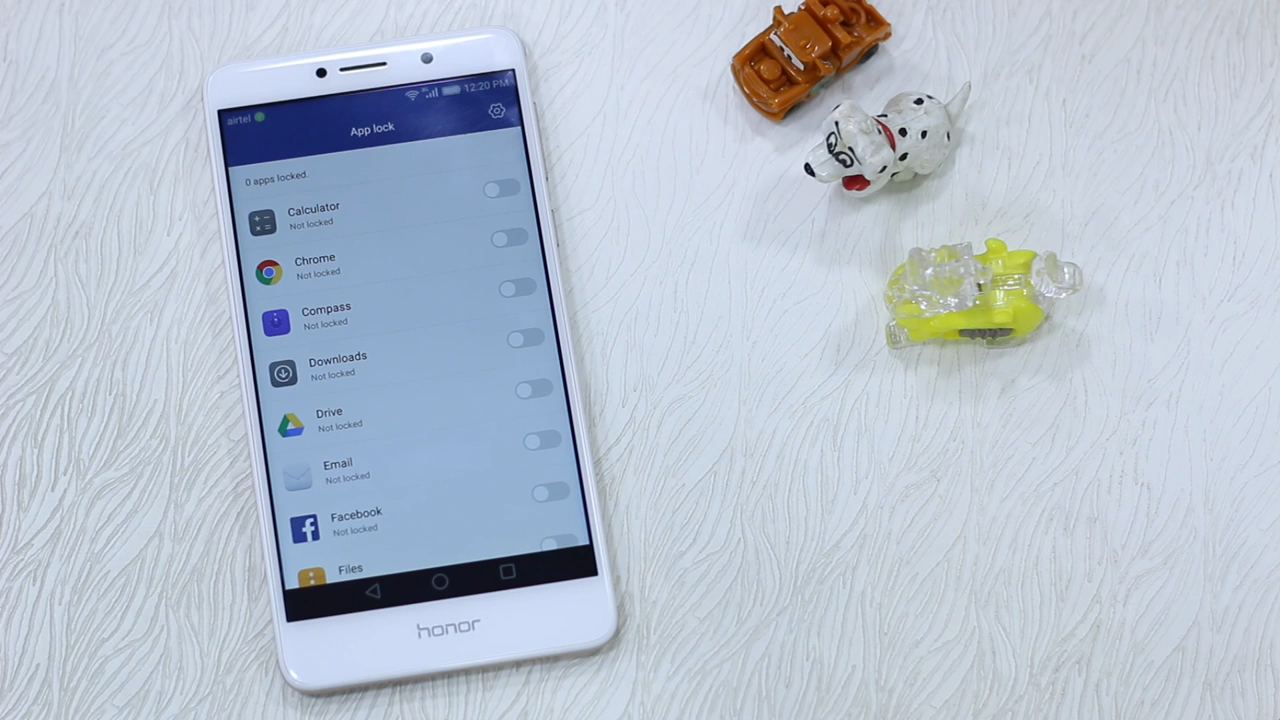 airtel 12:20 PM
App lock
0 apps locked.
Calculator
Not locked
Chrome
Not locked
Compass
Not locked
Downloads
Not locked
Drive
Not locked
Email
Not locked
Facebook
Not locked
Files
honor